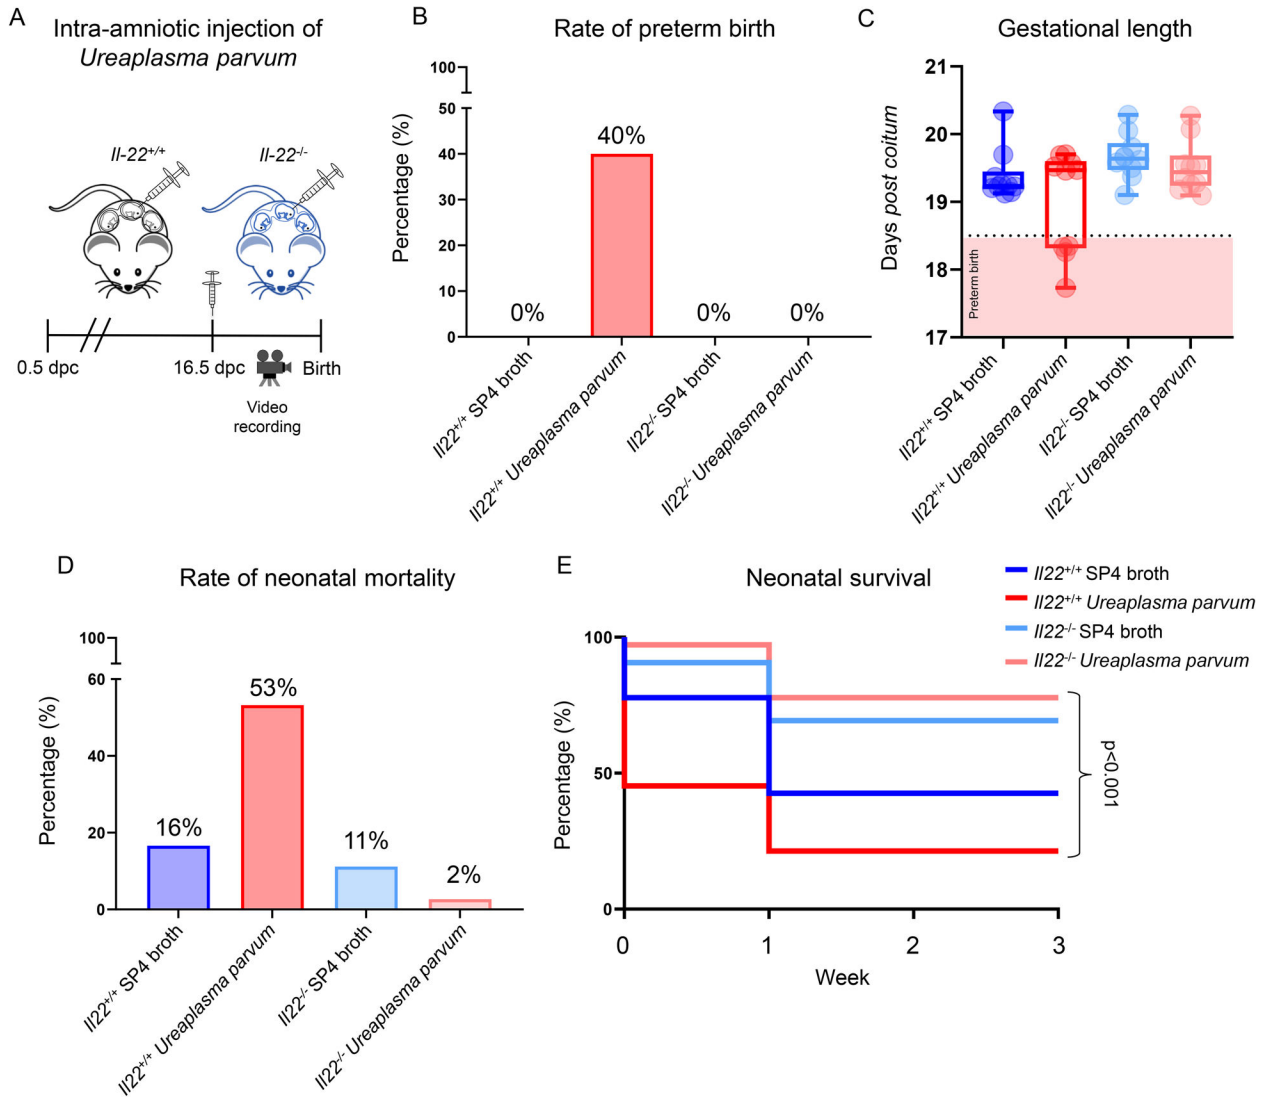 A
Intra-amniotic injection of
Ureaplasma parvum
Il-22+/+
Il-22-/-
0.5 dpc
16.5 dpc
Birth
Video
recording
B
Rate of preterm birth
Percentage (%)
100
50
40
30
20
10
0
0%
40%
0%
0%
Il22+/+ SP4 broth
Il22+/+ Ureaplasma parvum
Il22-/- SP4 broth
Il22-/- Ureaplasma parvum
C
Gestational length
Days post coitum
21
20
19
18
17
Preterm birth
Il22+/+ SP4 broth
Il22+/+ Ureaplasma parvum
Il22-/- SP4 broth
Il22-/- Ureaplasma parvum
D
Rate of neonatal mortality
Percentage (%)
100
60
40
20
0
16%
53%
11%
2%
Il22+/+ SP4 broth
Il22+/+ Ureaplasma parvum
Il22-/- SP4 broth
Il22-/- Ureaplasma parvum
E
Neonatal survival
Il22+/+ SP4 broth
Il22+/+ Ureaplasma parvum
Il22-/- SP4 broth
Il22-/- Ureaplasma parvum
Percentage (%)
100
50
0
p<0.001
0
1
2
3
Week